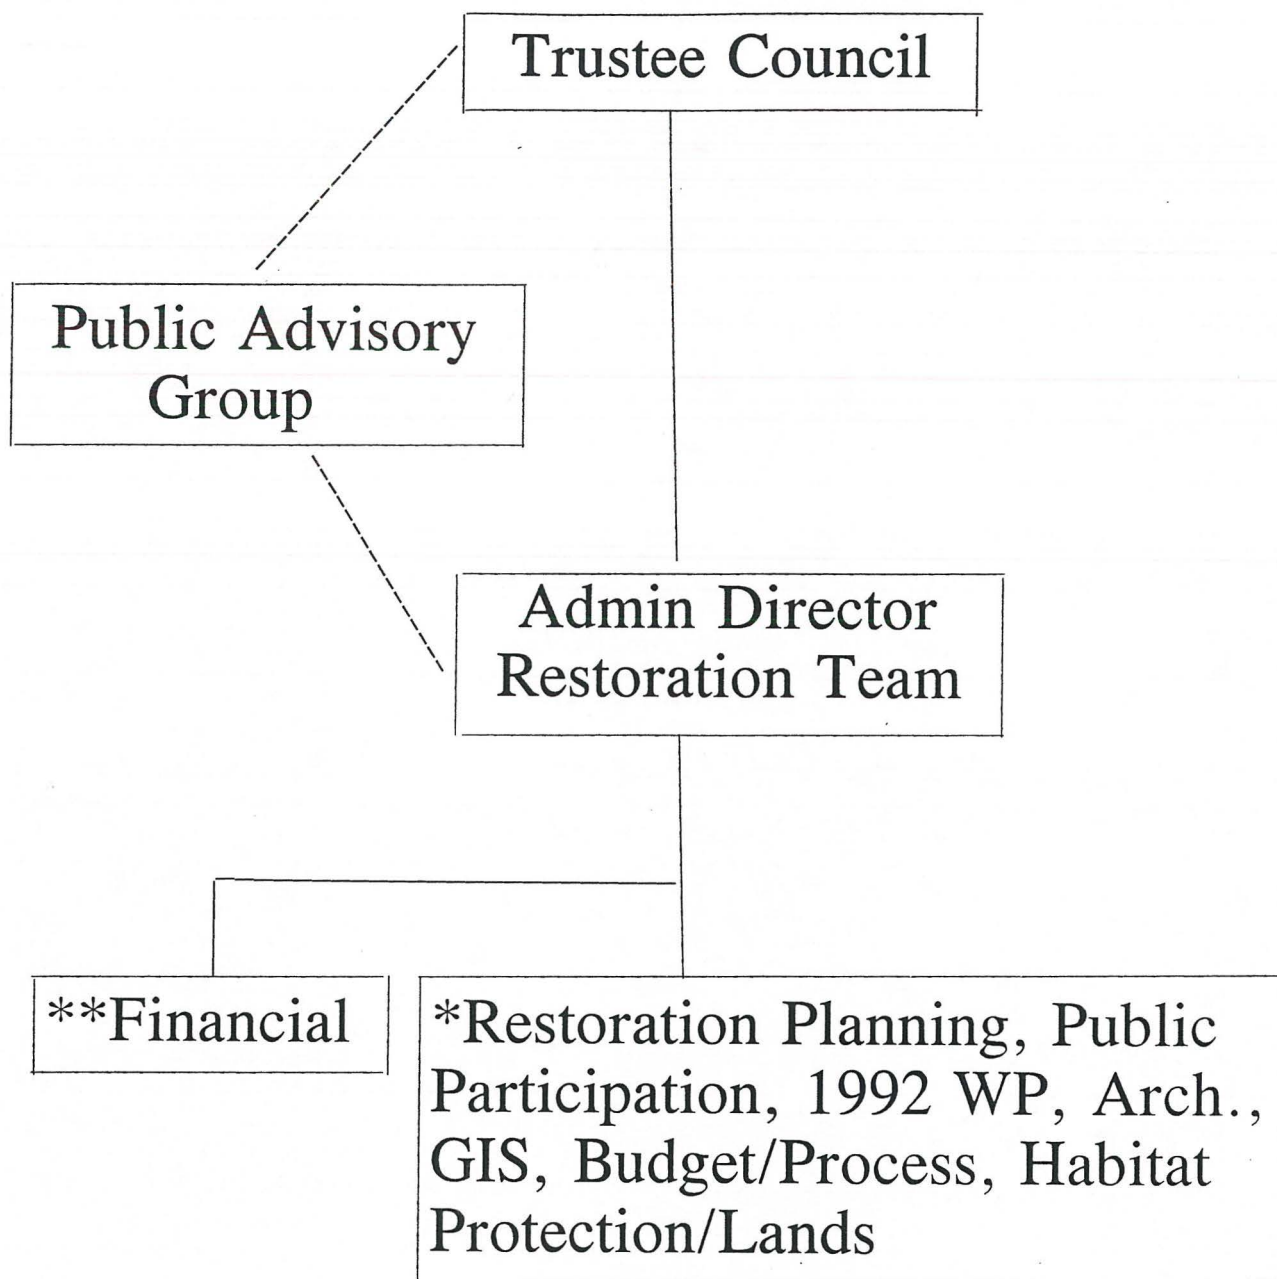 Trustee Council
Public Advisory
Group
Admin Director
Restoration Team
**Financial
*Restoration Planning, Public
Participation, 1992 WP, Arch.,
GIS, Budget/Process, Habitat
Protection/Lands